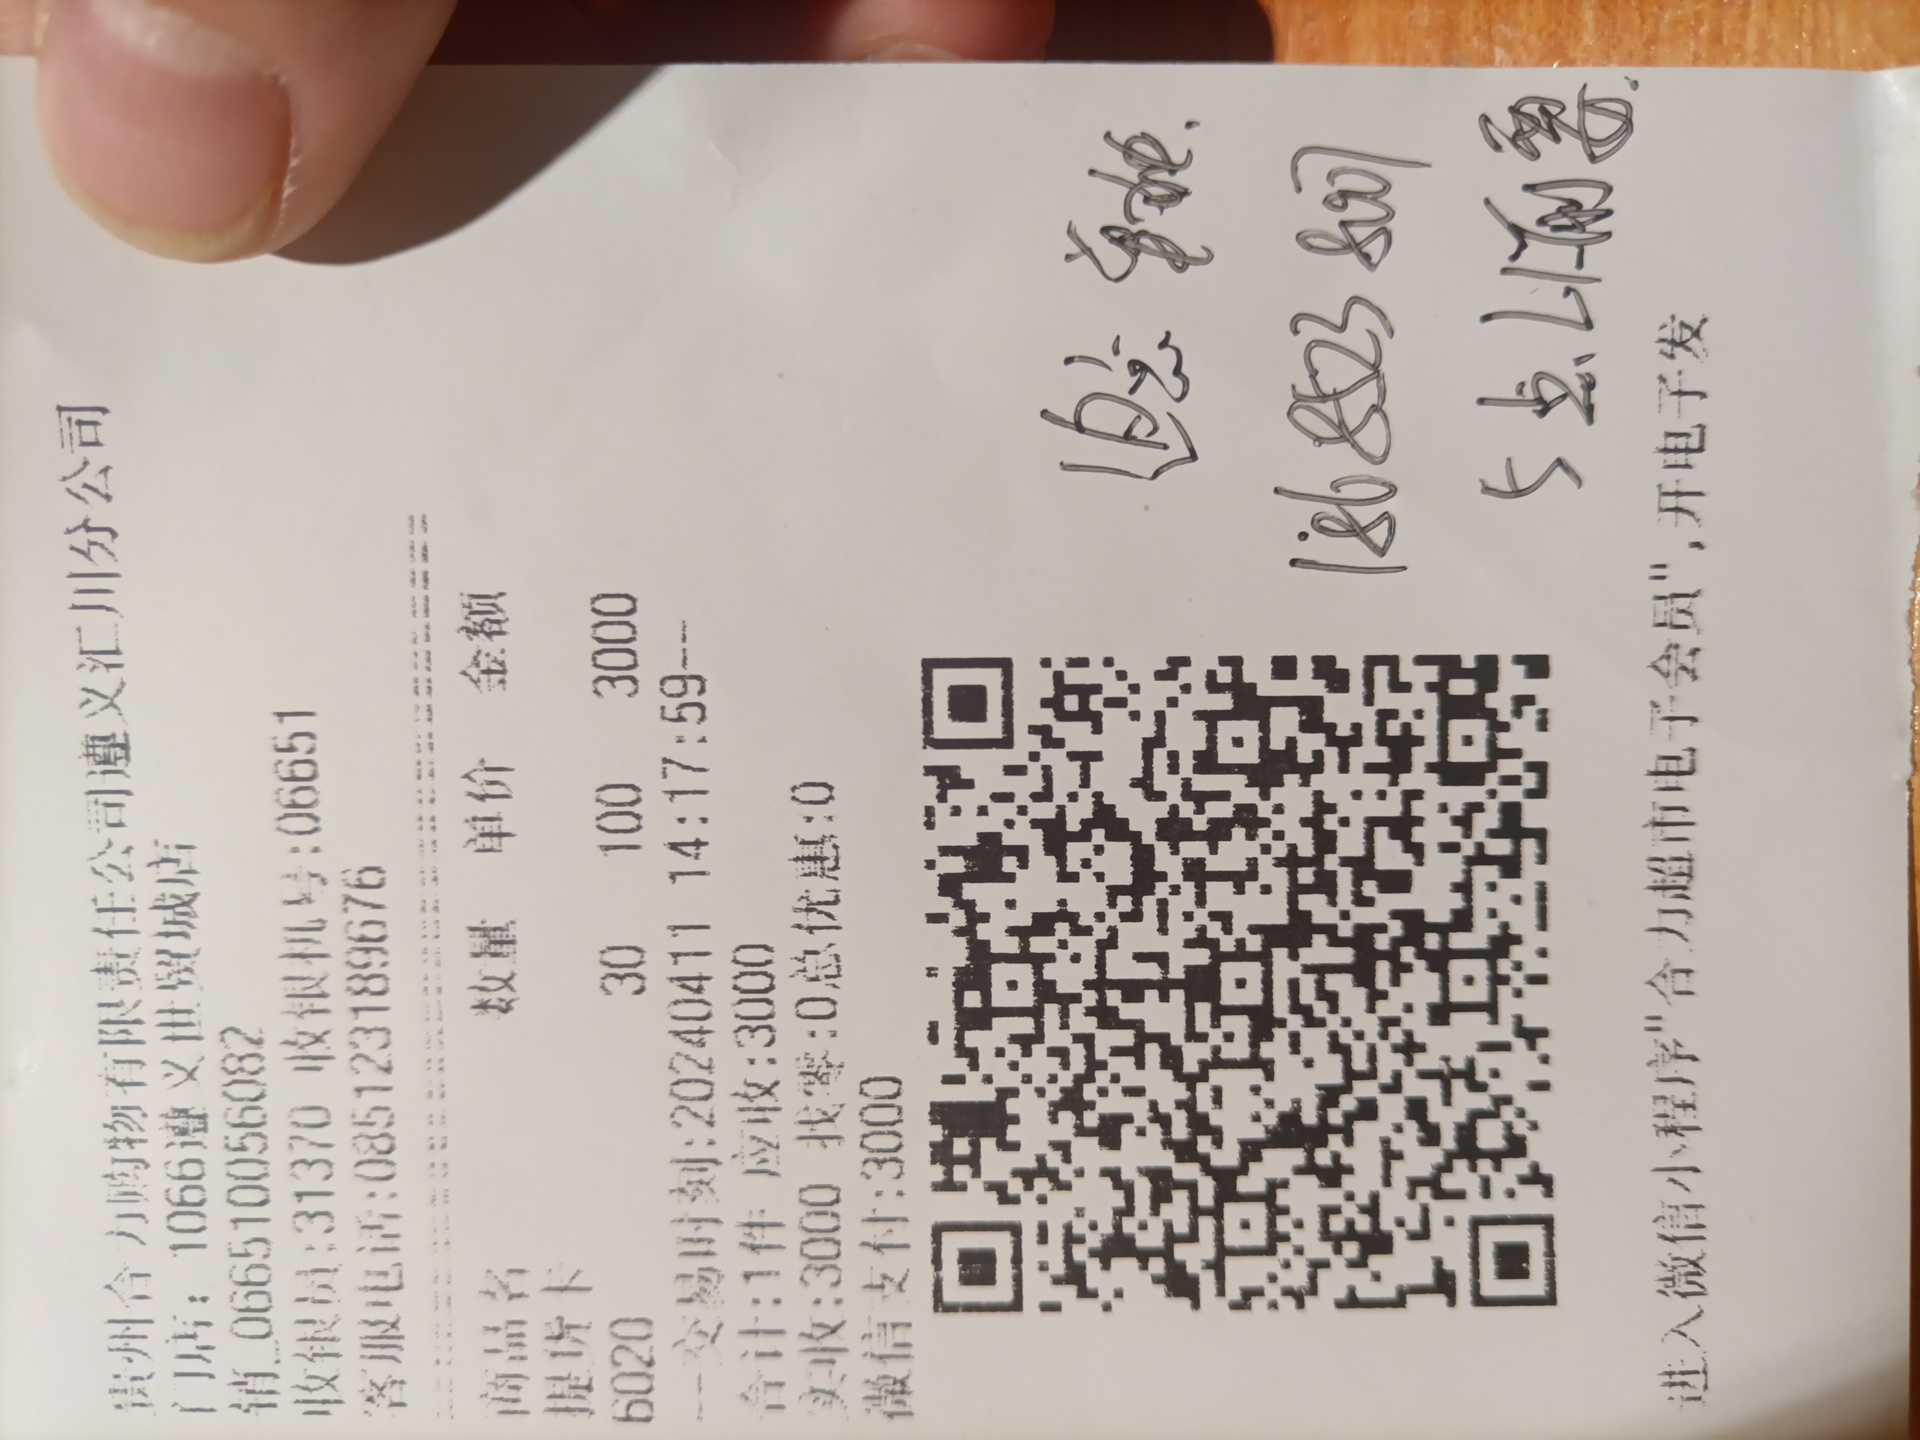 贵州合力购物有限责任公司遵义汇川分公司
门店：1066遵义世贸城店
销_066510056082
收银员:31370 收银机号:06651
客服电话:085123189676
商品名 数量 单价 金额
提货卡
6020 30 100 3000
--交易时刻:20240411 14:17:59--
合计:1件 应收:3000
实收:3000 找零:0总优惠:0
微信支付:3000
18685238007
进入微信小程序"合力超市电子会员",开电子发